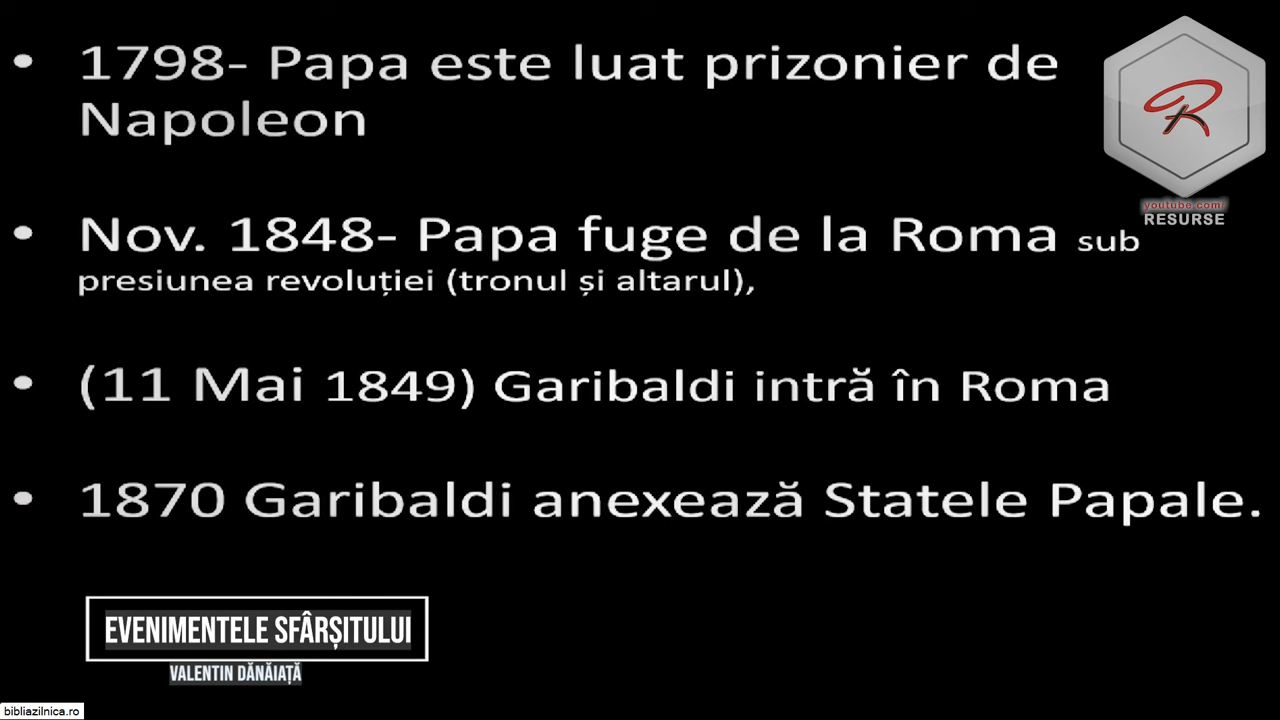 • 1798- Papa este luat prizonier de
Napoleon
youtube.com/
RESURSE
• Nov. 1848- Papa fuge de la Roma sub
presiunea revoluției (tronul și altarul),
• (11 Mai 1849) Garibaldi intră în Roma
• 1870 Garibaldi anexează Statele Papale.
EVENIMENTELE SFÂRȘITULUI
VALENTIN DĂNĂIAȚĂ
bibliazilnica.ro